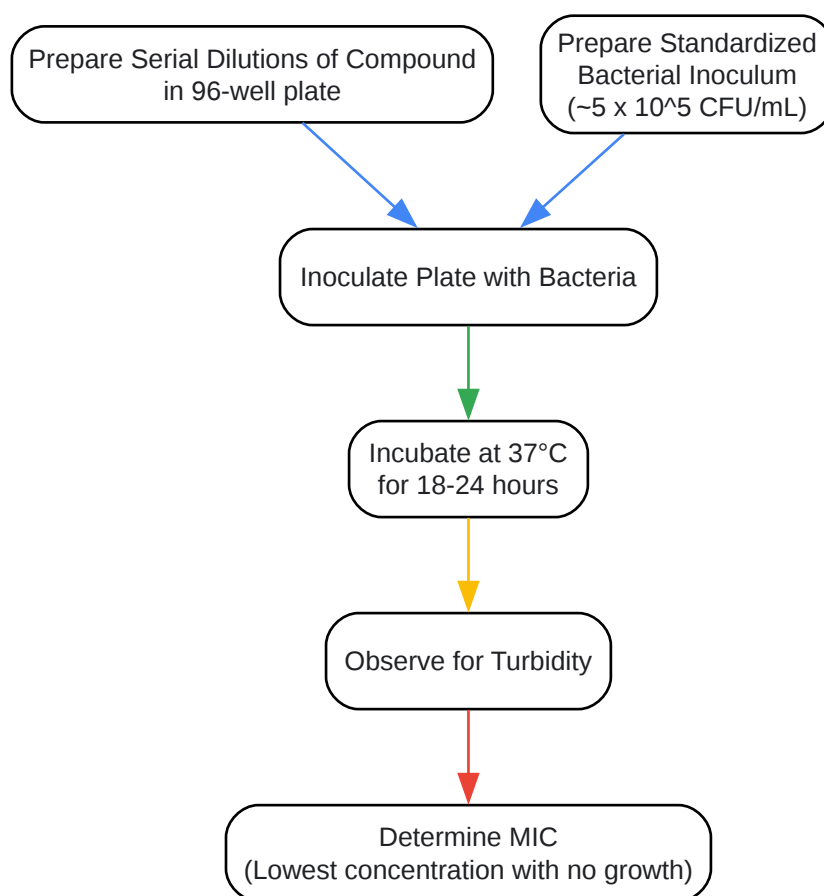 Prepare Serial Dilutions of Compound
in 96-well plate
Prepare Standardized
Bacterial Inoculum
(~5 x 10^5 CFU/mL)
Inoculate Plate with Bacteria
Incubate at 37°C
for 18-24 hours
Observe for Turbidity
Determine MIC
(Lowest concentration with no growth)